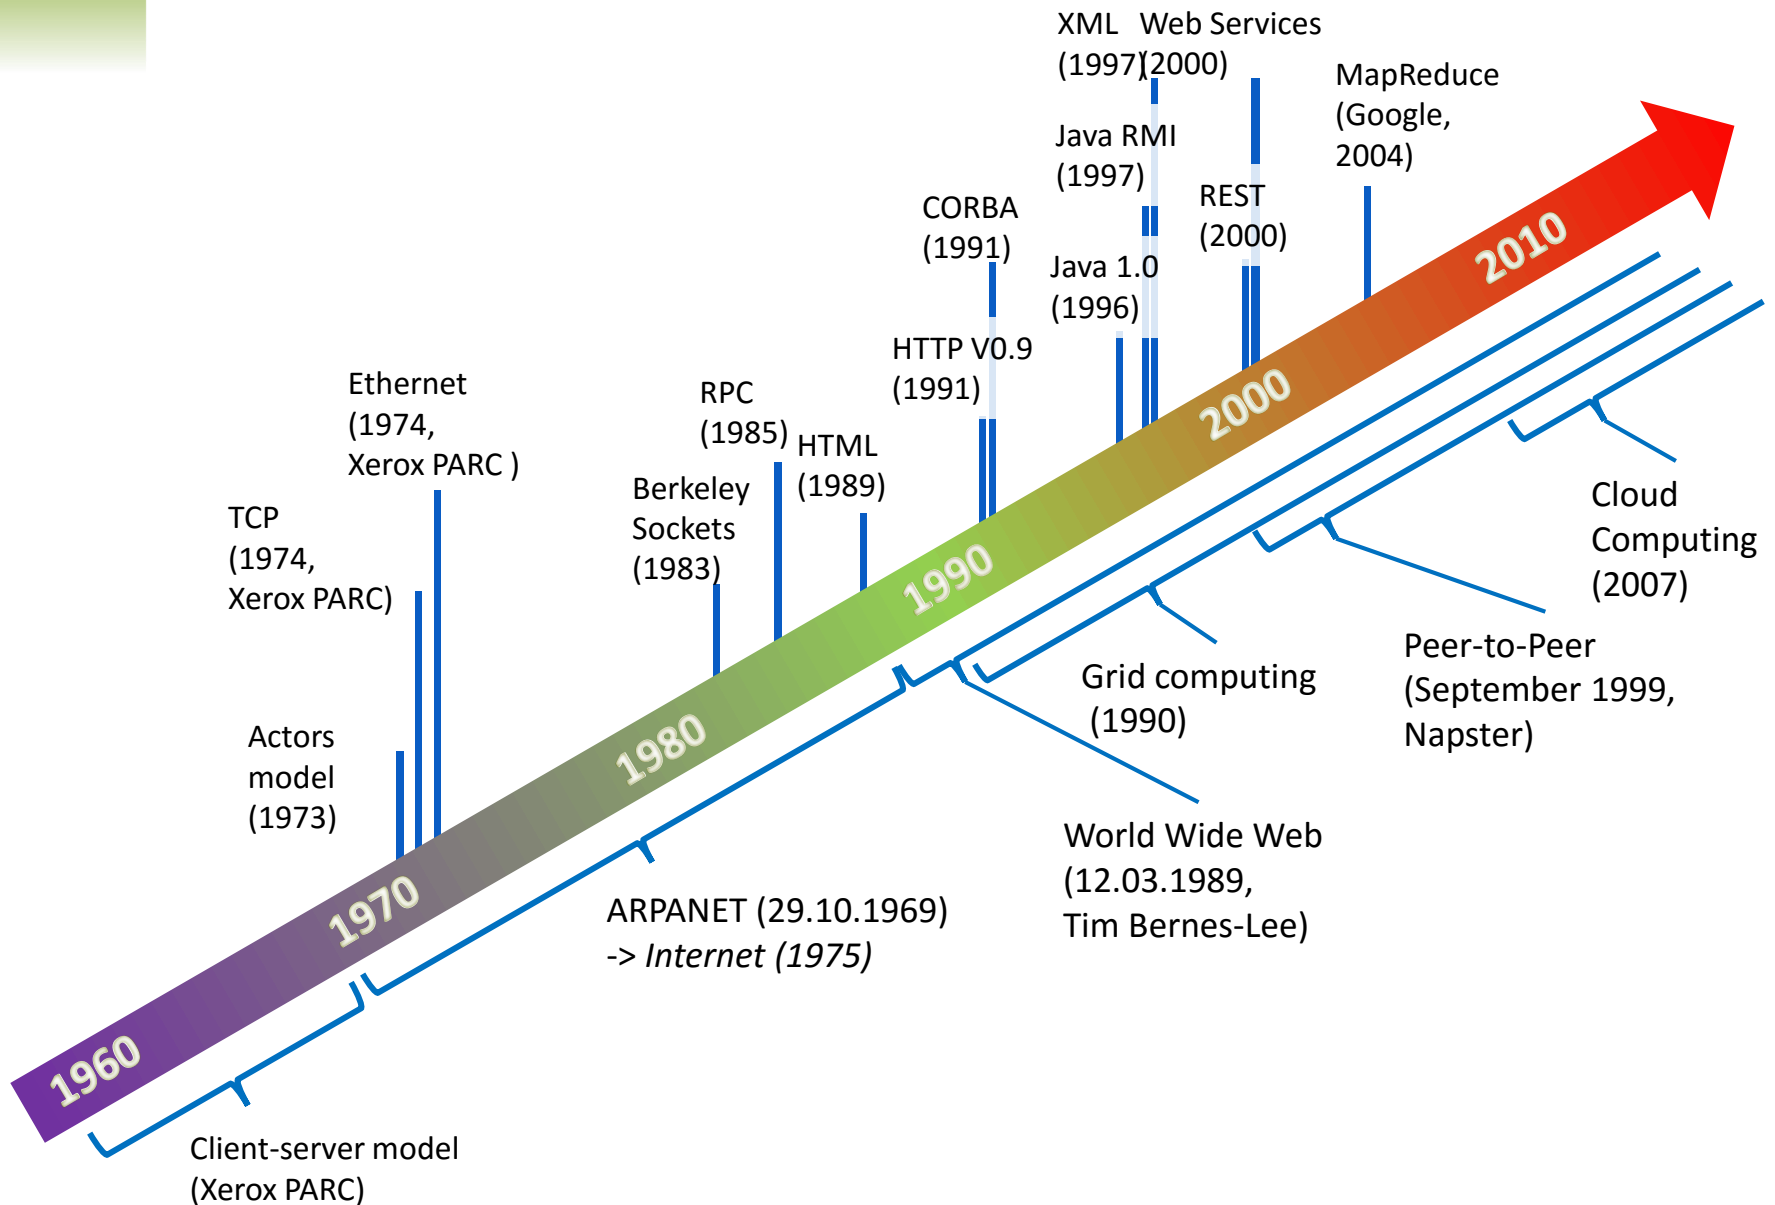 XML   Web Services
(1997)(2000)
MapReduce
(Google,
2004)
Java RMI
(1997)
REST
(2000)
CORBA
(1991)
Java 1.0
(1996)
HTTP V0.9
(1991)
Ethernet
(1974,
Xerox PARC )
RPC
(1985)
HTML
(1989)
Berkeley
Sockets
(1983)
TCP
(1974,
Xerox PARC)
Actors
model
(1973)
1960
1970
1980
1990
2000
2010
Cloud
Computing
(2007)
Peer-to-Peer
(September 1999,
Napster)
Grid computing
(1990)
World Wide Web
(12.03.1989,
Tim Bernes-Lee)
ARPANET (29.10.1969)
-> Internet (1975)
Client-server model
(Xerox PARC)